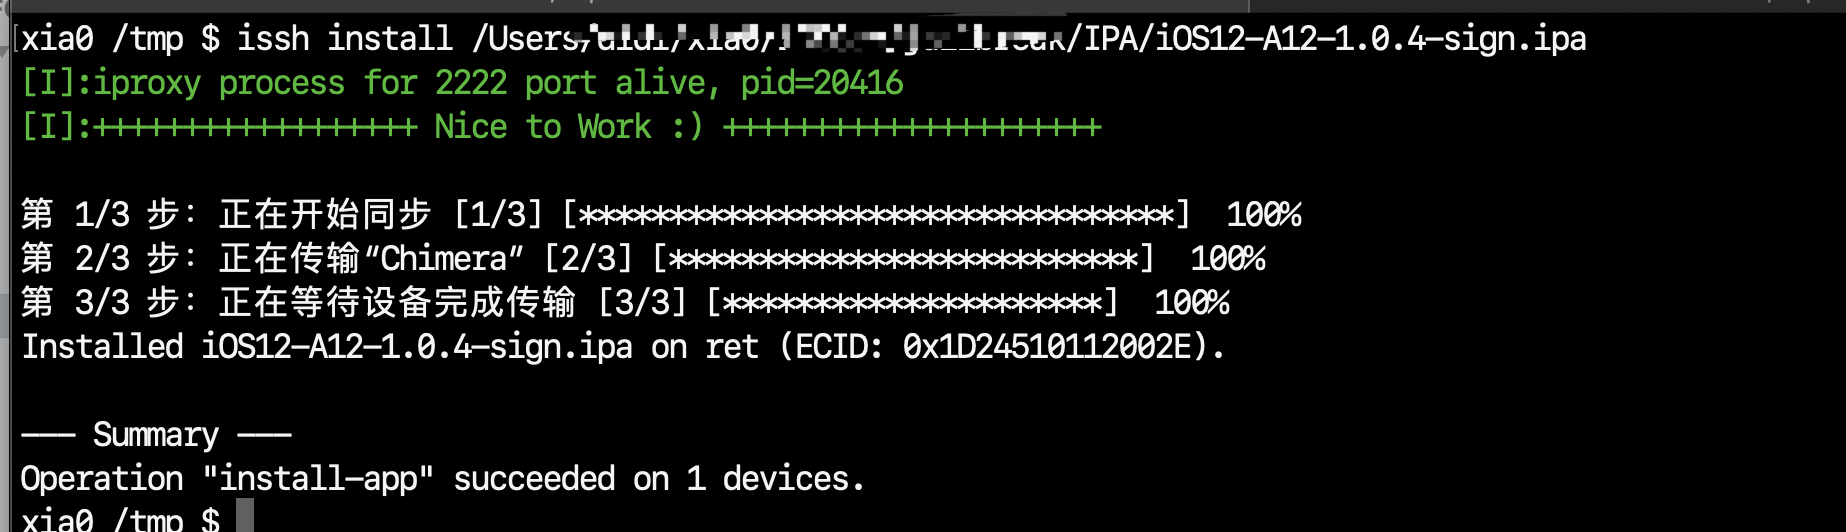 xia0 /tmp $ issh install /Users/ /IPA/iOS12-A12-1.0.4-sign.ipa
[I]:iproxy process for 2222 port alive, pid=20416
[I]:++++++++++++++++++ Nice to Work :) +++++++++++++++++++++
第 1/3 步: 正在开始同步 [1/3] [*********************************] 100%
第 2/3 步: 正在传输“Chimera” [2/3] [**************************] 100%
第 3/3 步: 正在等待设备完成传输 [3/3] [*********************] 100%
Installed iOS12-A12-1.0.4-sign.ipa on ret (ECID: 0x1D24510112002E).
--- Summary ---
Operation "install-app" succeeded on 1 devices.
xia0 /tmp $